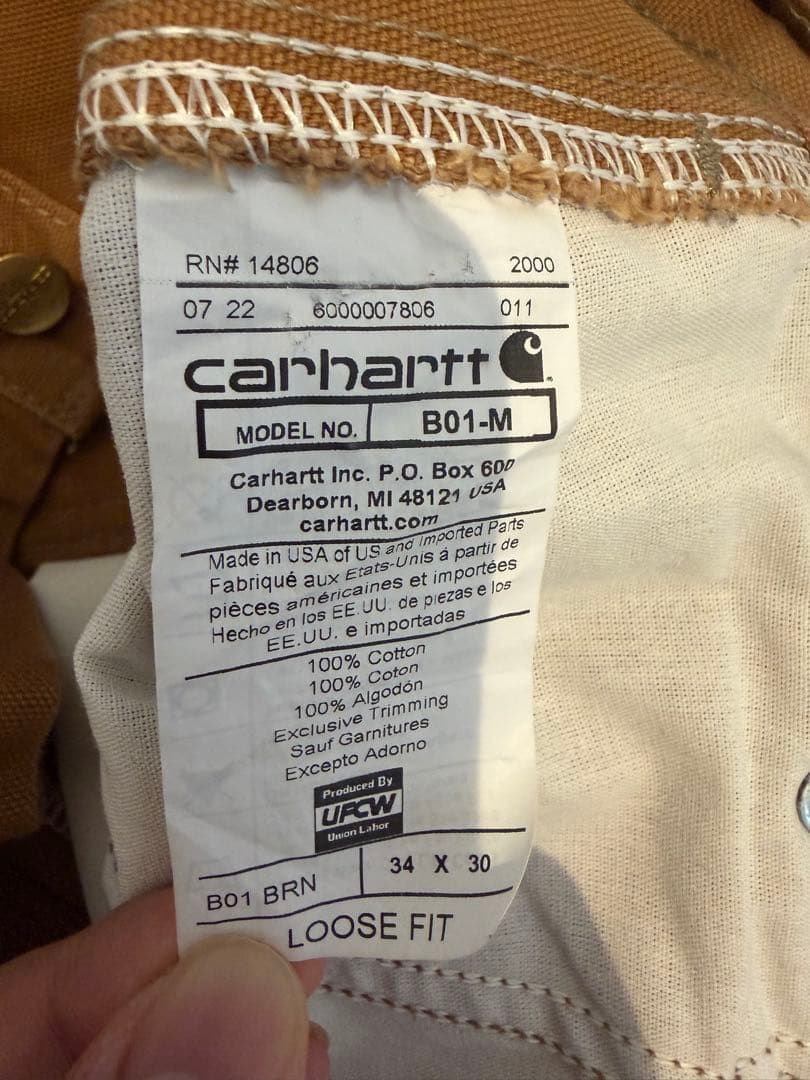 RN# 14806 2000
07 22 6000007806 011
carhartt
MODEL NO. B01-M
Carhartt Inc. P.O. Box 600
Dearborn, MI 48121 USA
carhartt.com
Made in USA of US and Imported Parts
Fabriqué aux Etats-Unis á partir de
pièces américaines et importées
Hecho en los EE.UU. de piezas e los
EE.UU. e importadas
100% Cotton
100% Coton
100% Algodón
Exclusive Trimming
Sauf Garnitures
Excepto Adorno
Produced By
UFCW
Union Labor
B01 BRN 34 X 30
LOOSE FIT